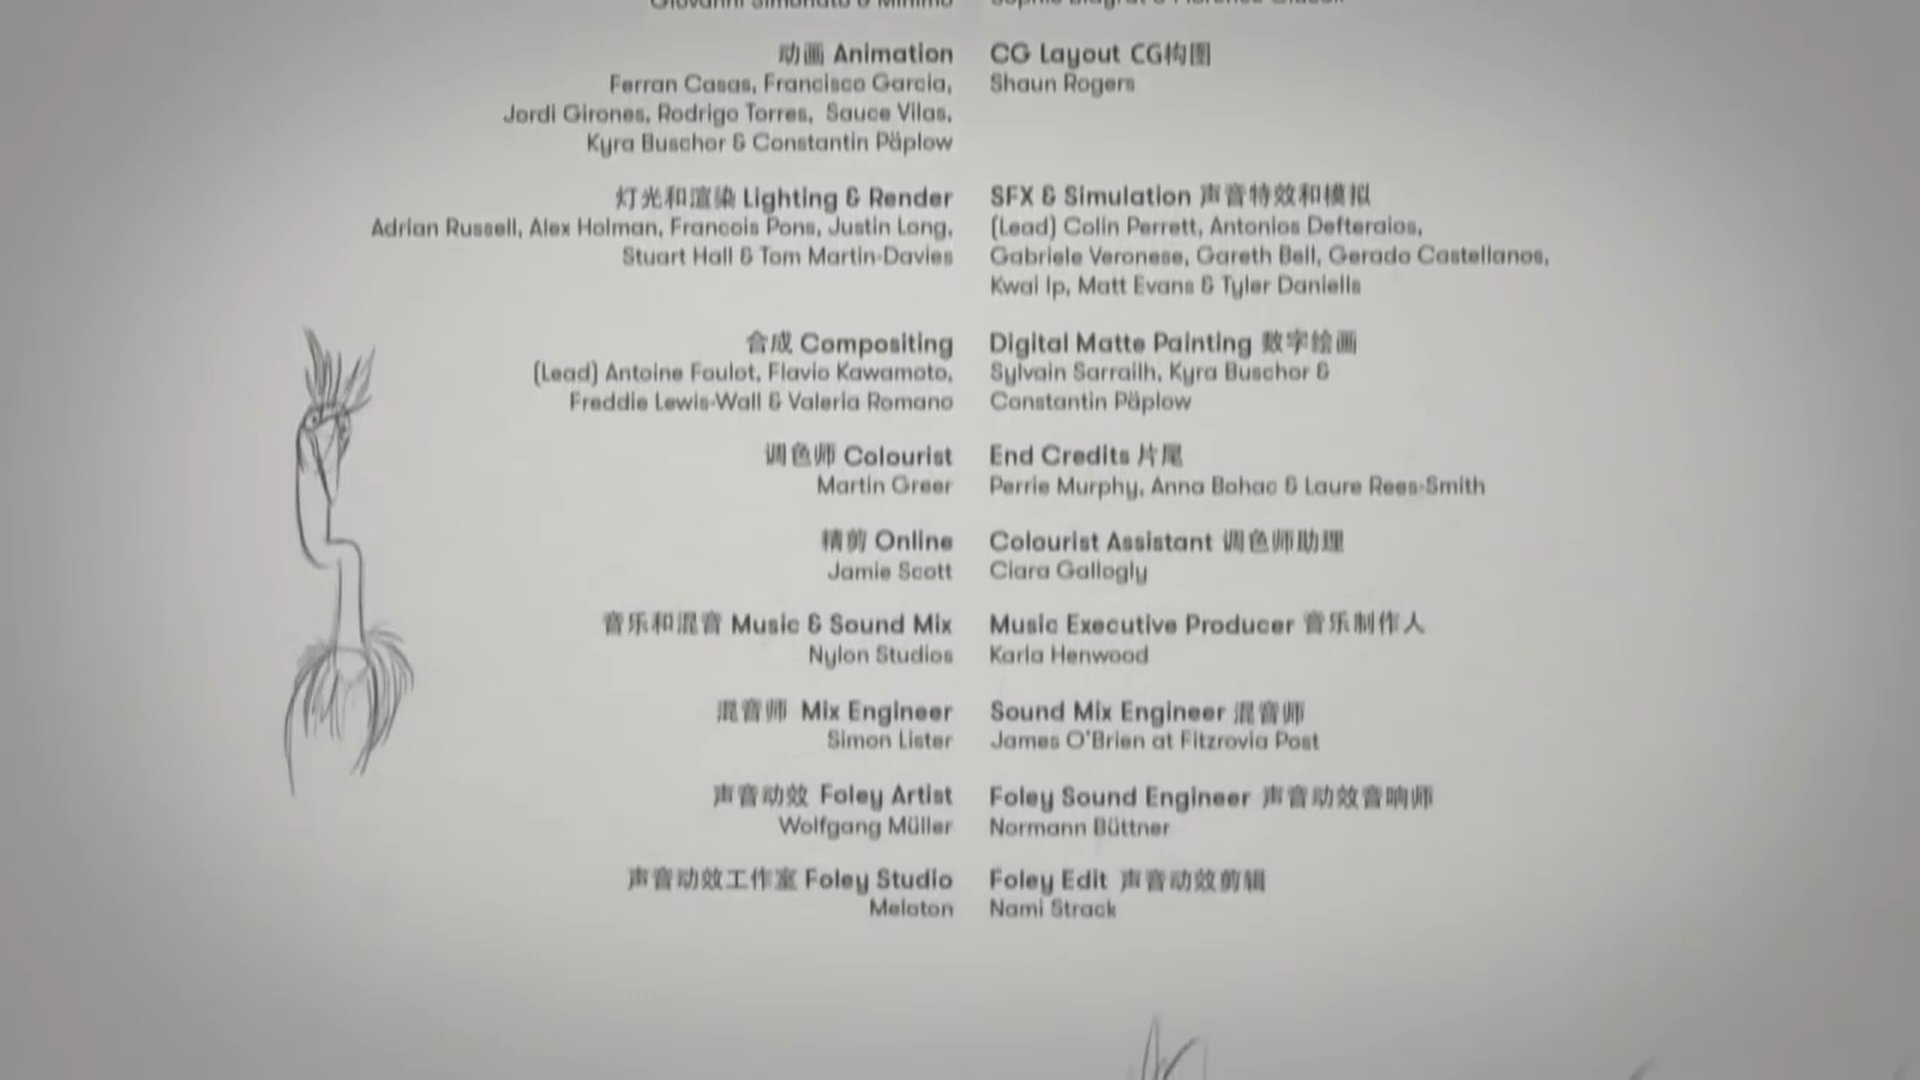 动画 Animation
Ferran Casas, Francisco Garcia,
Jordi Girones, Rodrigo Torres, Sauce Vilas,
Kyra Buschor & Constantin Päplow
CG Layout CG构图
Shaun Rogers
灯光和渲染 Lighting & Render
Adrian Russell, Alex Holman, Francois Pons, Justin Long,
Stuart Hall & Tom Martin-Davies
SFX & Simulation 声音特效和模拟
(Lead) Colin Perrett, Antonios Defteraios,
Gabriele Veronese, Gareth Bell, Gerado Castellanos,
Kwai Ip, Matt Evans & Tyler Daniells
合成 Compositing
(Lead) Antoine Foulot, Flavio Kawamoto,
Freddie Lewis-Wall & Valeria Romano
Digital Matte Painting 数字绘画
Sylvain Sarrailh, Kyra Buschor &
Constantin Päplow
调色师 Colourist
Martin Greer
End Credits 片尾
Perrie Murphy, Anna Bohac & Laure Rees-Smith
精剪 Online
Jamie Scott
Colourist Assistant 调色师助理
Ciara Gallogly
音乐和混音 Music & Sound Mix
Nylon Studios
Music Executive Producer 音乐制作人
Karla Henwood
混音师 Mix Engineer
Simon Lister
Sound Mix Engineer 混音师
James O'Brien at Fitzrovia Post
声音动效 Foley Artist
Wolfgang Müller
Foley Sound Engineer 声音动效音响师
Normann Büttner
声音动效工作室 Foley Studio
Melaton
Foley Edit 声音动效剪辑
Nami Strack